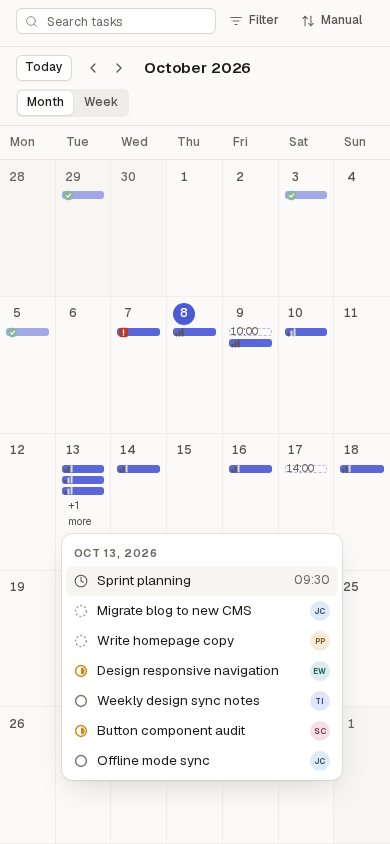 Search tasks Filter Manual
Today October 2026
Month Week
Mon Tue Wed Thu Fri Sat Sun
28 29 30 1 2 3 4
5 6 7 8 9 10 11
10:00
12 13 14 15 16 17 18
14:00
+1
more
OCT 13, 2026
Sprint planning 09:30
19 25
Migrate blog to new CMS JC
Write homepage copy PP
Design responsive navigation EW
Weekly design sync notes TI
26 1
Button component audit SC
Offline mode sync JC